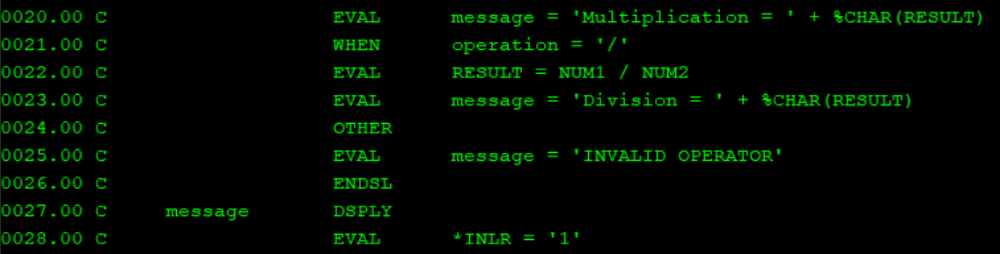 0020.00 C                       EVAL      message = 'Multiplication = ' + %CHAR(RESULT)
0021.00 C                       WHEN      operation = '/'
0022.00 C                       EVAL      RESULT = NUM1 / NUM2
0023.00 C                       EVAL      message = 'Division = ' + %CHAR(RESULT)
0024.00 C                       OTHER
0025.00 C                       EVAL      message = 'INVALID OPERATOR'
0026.00 C                       ENDSL
0027.00 C      message          DSPLY
0028.00 C                       EVAL      *INLR = '1'